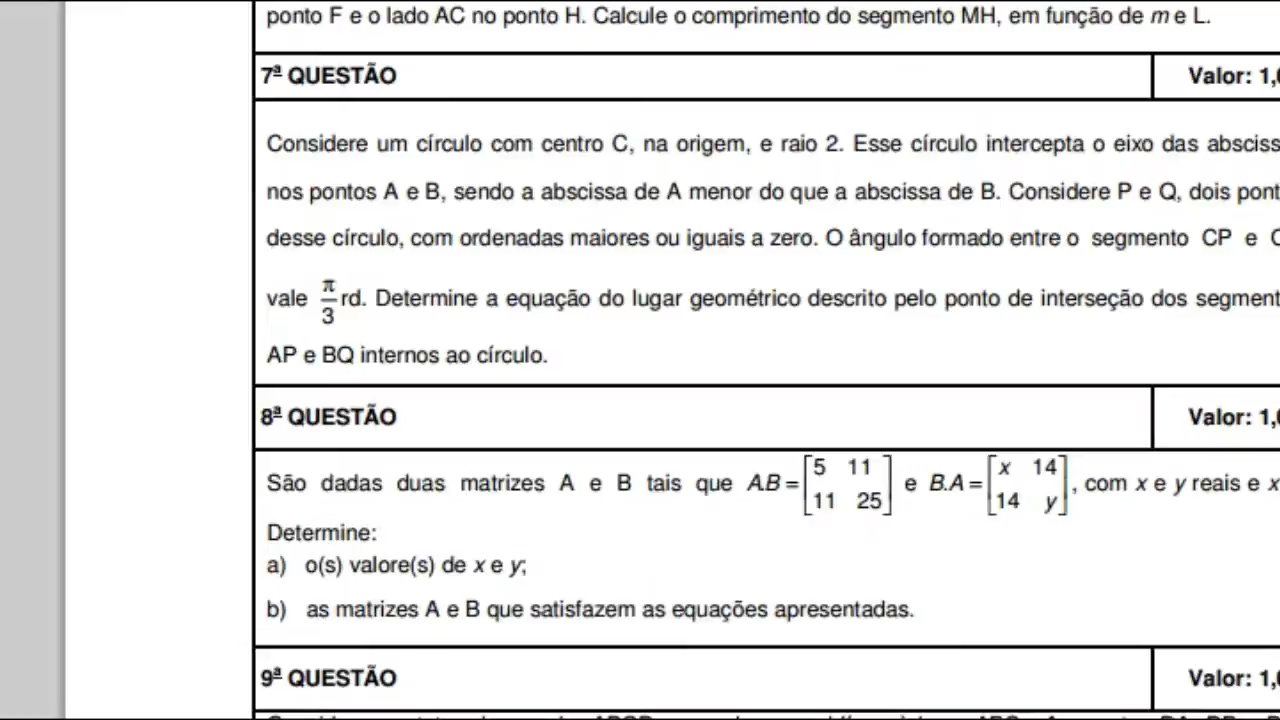 ponto F e o lado AC no ponto H. Calcule o comprimento do segmento MH, em função de m e L.
7ª QUESTÃO Valor: 1,
Considere um círculo com centro C, na origem, e raio 2. Esse círculo intercepta o eixo das absciss
nos pontos A e B, sendo a abscissa de A menor do que a abscissa de B. Considere P e Q, dois pont
desse círculo, com ordenadas maiores ou iguais a zero. O ângulo formado entre o segmento CP e
vale π/3 rd. Determine a equação do lugar geométrico descrito pelo ponto de interseção dos segment
AP e BQ internos ao círculo.
8ª QUESTÃO Valor: 1,
São dadas duas matrizes A e B tais que A.B = [5 11; 11 25] e B.A = [x 14; 14 y], com x e y reais e x
Determine:
a) o(s) valore(s) de x e y;
b) as matrizes A e B que satisfazem as equações apresentadas.
9ª QUESTÃO Valor: 1,